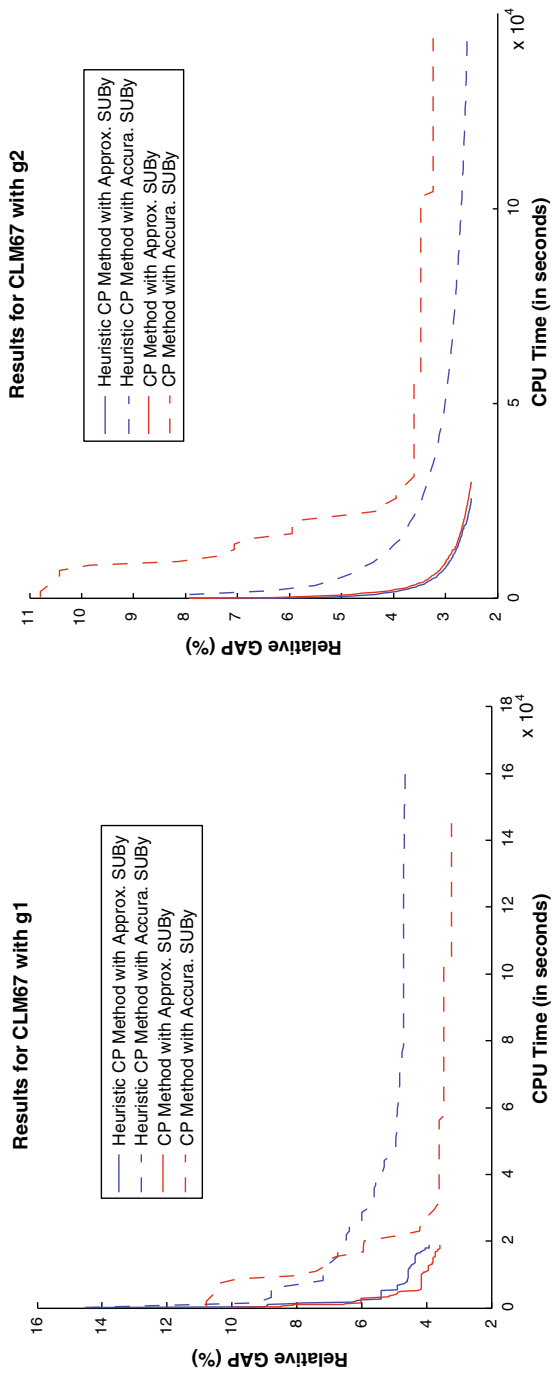 Results for CLM67 with g1
Heuristic CP Method with Approx. SUBy
Heuristic CP Method with Accura. SUBy
CP Method with Approx. SUBy
CP Method with Accura. SUBy
Relative GAP (%)
16
14
12
10
8
6
4
2
0
2
4
6
8
10
12
14
16
18
x 10^4
CPU Time (in seconds)
Results for CLM67 with g2
Heuristic CP Method with Approx. SUBy
Heuristic CP Method with Accura. SUBy
CP Method with Approx. SUBy
CP Method with Accura. SUBy
Relative GAP (%)
11
10
9
8
7
6
5
4
3
2
0
5
10
x 10^4
CPU Time (in seconds)